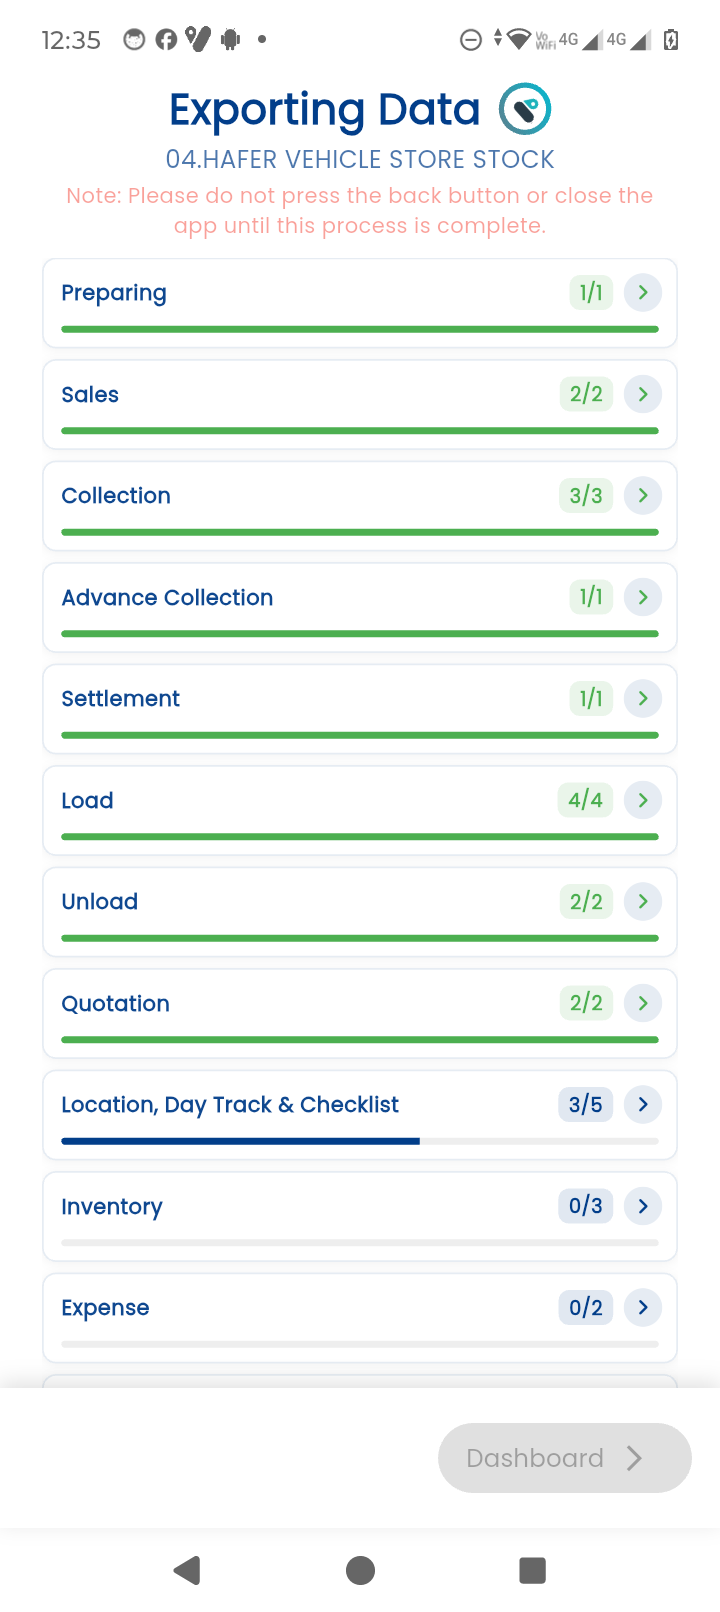 12:35
Vo WiFi 4G 4G
Exporting Data
04.HAFER VEHICLE STORE STOCK
Note: Please do not press the back button or close the
app until this process is complete.
Preparing 1/1
Sales 2/2
Collection 3/3
Advance Collection 1/1
Settlement 1/1
Load 4/4
Unload 2/2
Quotation 2/2
Location, Day Track & Checklist 3/5
Inventory 0/3
Expense 0/2
Dashboard